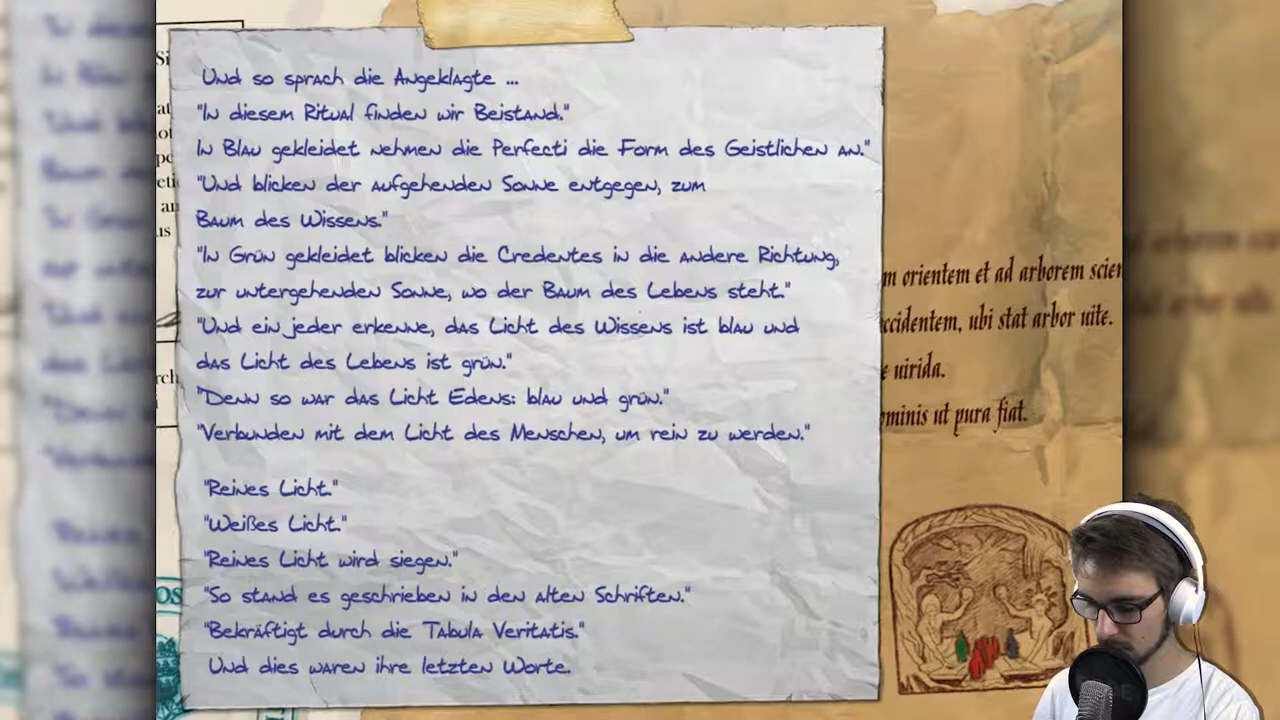 Und so sprach die Angeklagte ...
"In diesem Ritual finden wir Beistand."
In Blau gekleidet nehmen die Perfecti die Form des Geistlichen an."
"Und blicken der aufgehenden Sonne entgegen, zum
Baum des Wissens."
"In Grün gekleidet blicken die Credentes in die andere Richtung,
zur untergehenden Sonne, wo der Baum des Lebens steht."
"Und ein jeder erkenne, das Licht des Wissens ist blau und
das Licht des Lebens ist grün."
"Denn so war das Licht Edens: blau und grün."
"Verbunden mit dem Licht des Menschen, um rein zu werden."
"Reines Licht."
"Weißes Licht."
"Reines Licht wird siegen."
"So stand es geschrieben in den alten Schriften."
"Bekräftigt durch die Tabula Veritatis."
Und dies waren ihre letzten Worte.
m orientem et ad arborem scien
ccidentem, ubi stat arbor uite.
e uirida.
ominis ut pura fiat.